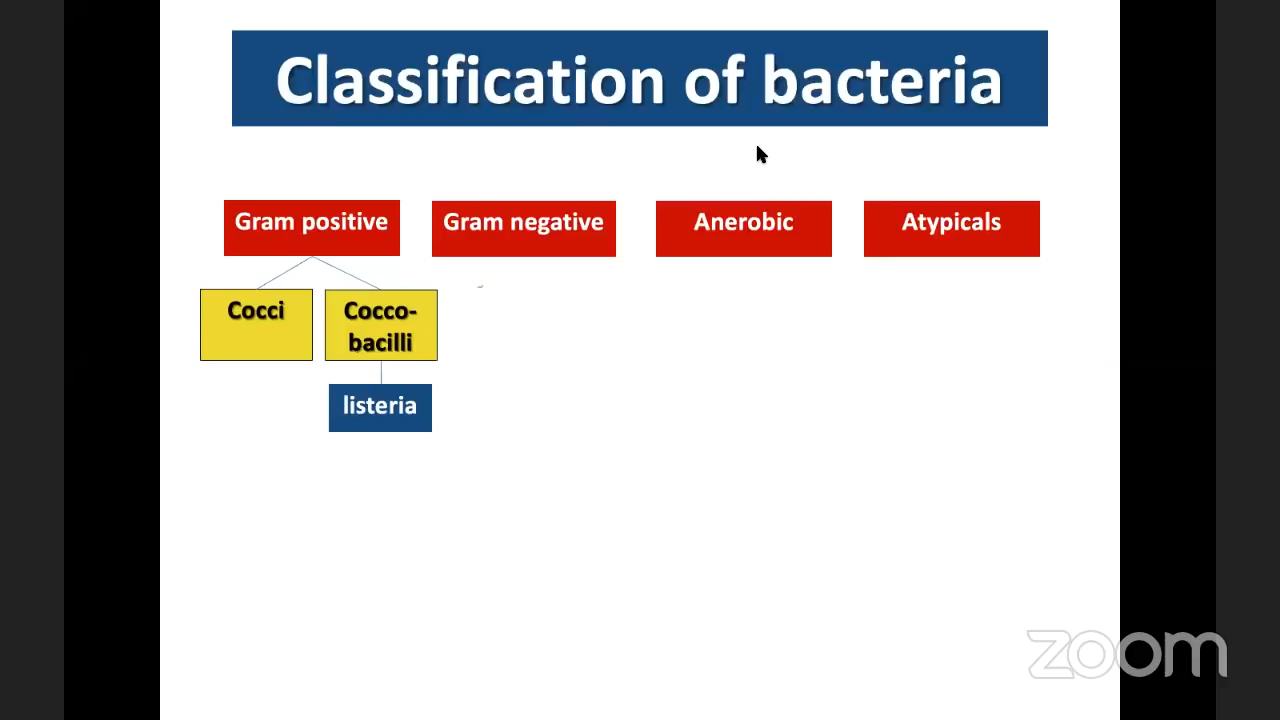 Classification of bacteria
Gram positive
Gram negative
Anerobic
Atypicals
Cocci
Cocco-
bacilli
listeria
zoom